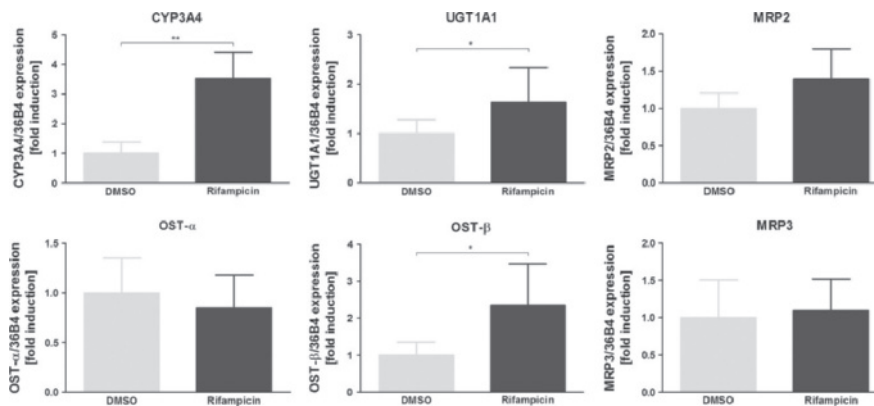 CYP3A4
**
CYP3A4/36B4 expression
[fold induction]
5
4
3
2
1
0
DMSO
Rifampicin
UGT1A1
*
UGT1A1/36B4 expression
[fold induction]
3
2
1
0
DMSO
Rifampicin
MRP2
MRP2/36B4 expression
[fold induction]
2.0
1.5
1.0
0.5
0.0
DMSO
Rifampicin
OST-α
OST-α/36B4 expression
[fold induction]
1.5
1.0
0.5
0.0
DMSO
Rifampicin
OST-β
*
OST-β/36B4 expression
[fold induction]
4
3
2
1
0
DMSO
Rifampicin
MRP3
MRP3/36B4 expression
[fold induction]
2.0
1.5
1.0
0.5
0.0
DMSO
Rifampicin